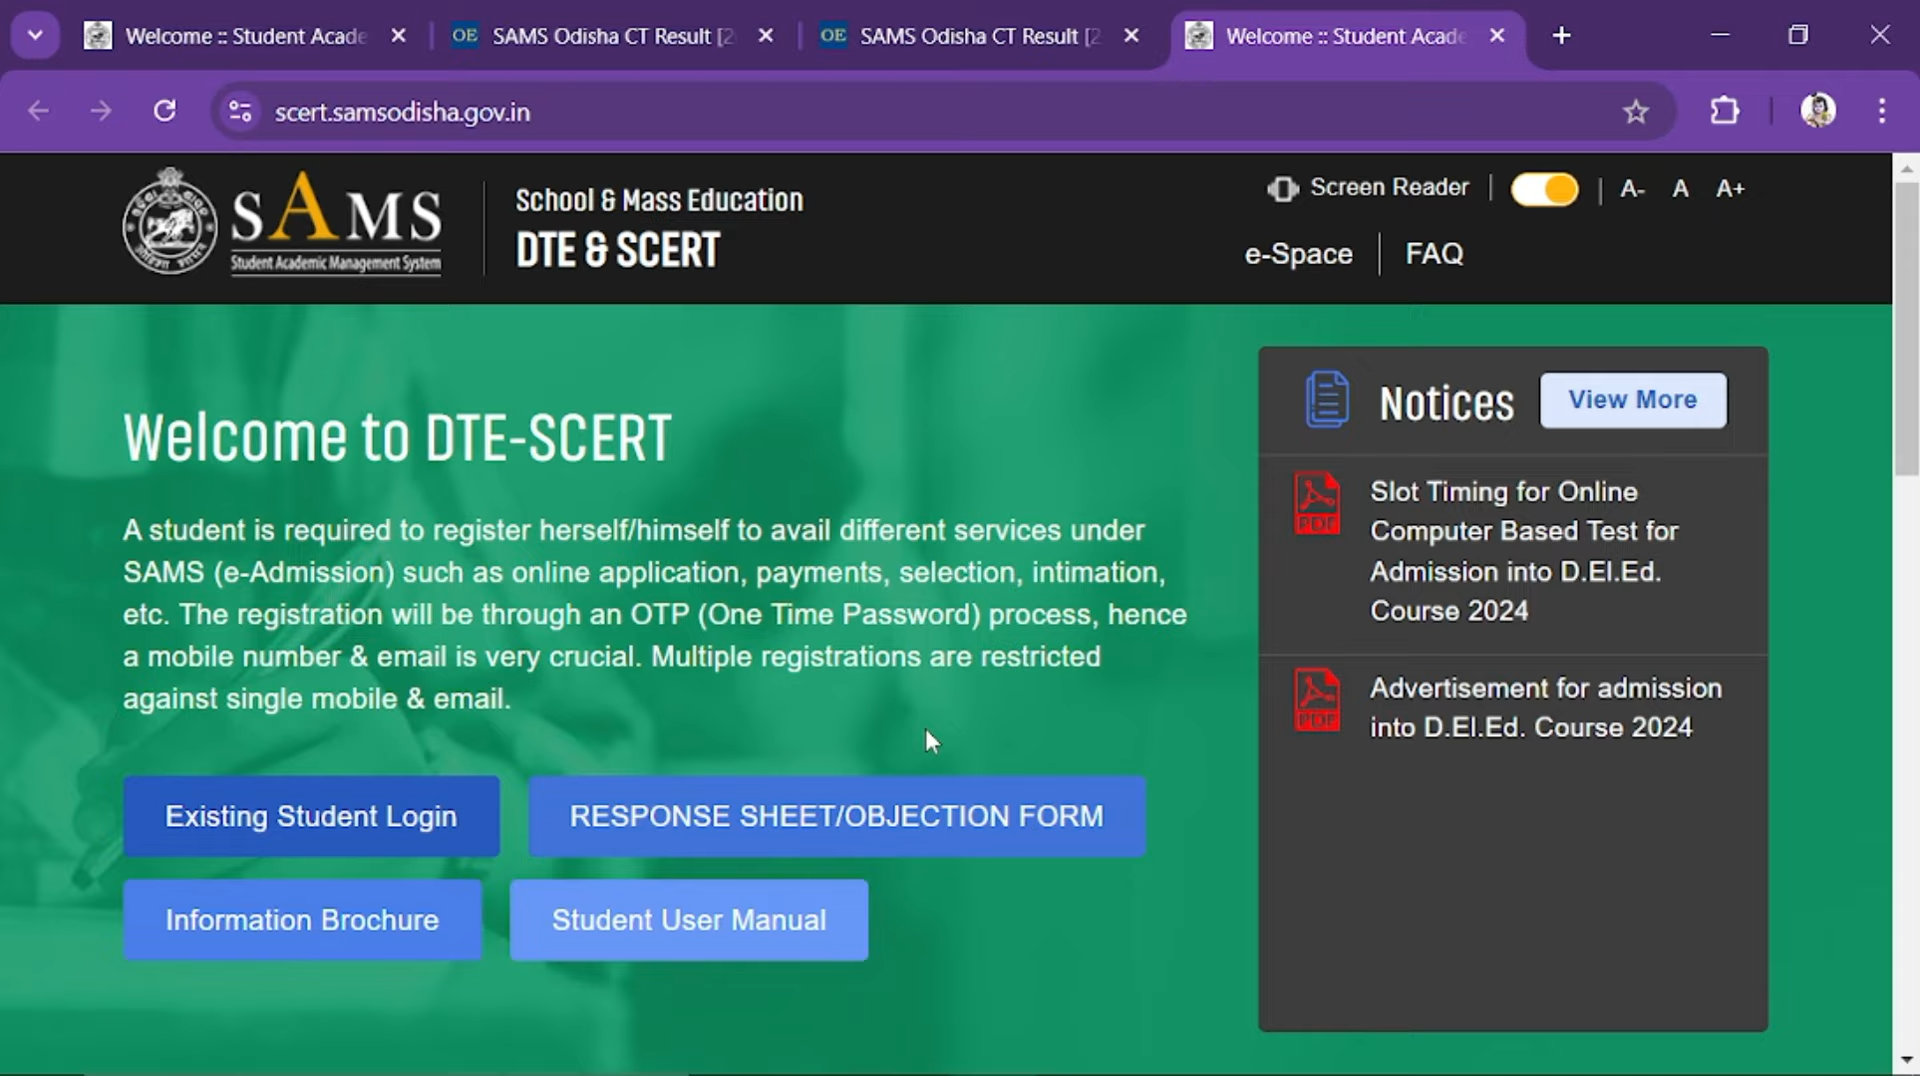 Welcome :: Student Acade
OE SAMS Odisha CT Result [2
OE SAMS Odisha CT Result [2
Welcome :: Student Acade
scert.samsodisha.gov.in
SAMS
Student Academic Management System
School & Mass Education
DTE & SCERT
Screen Reader
A- A A+
e-Space
FAQ
Welcome to DTE-SCERT
A student is required to register herself/himself to avail different services under
SAMS (e-Admission) such as online application, payments, selection, intimation,
etc. The registration will be through an OTP (One Time Password) process, hence
a mobile number & email is very crucial. Multiple registrations are restricted
against single mobile & email.
Existing Student Login
RESPONSE SHEET/OBJECTION FORM
Information Brochure
Student User Manual
Notices
View More
PDF
Slot Timing for Online
Computer Based Test for
Admission into D.El.Ed.
Course 2024
PDF
Advertisement for admission
into D.El.Ed. Course 2024